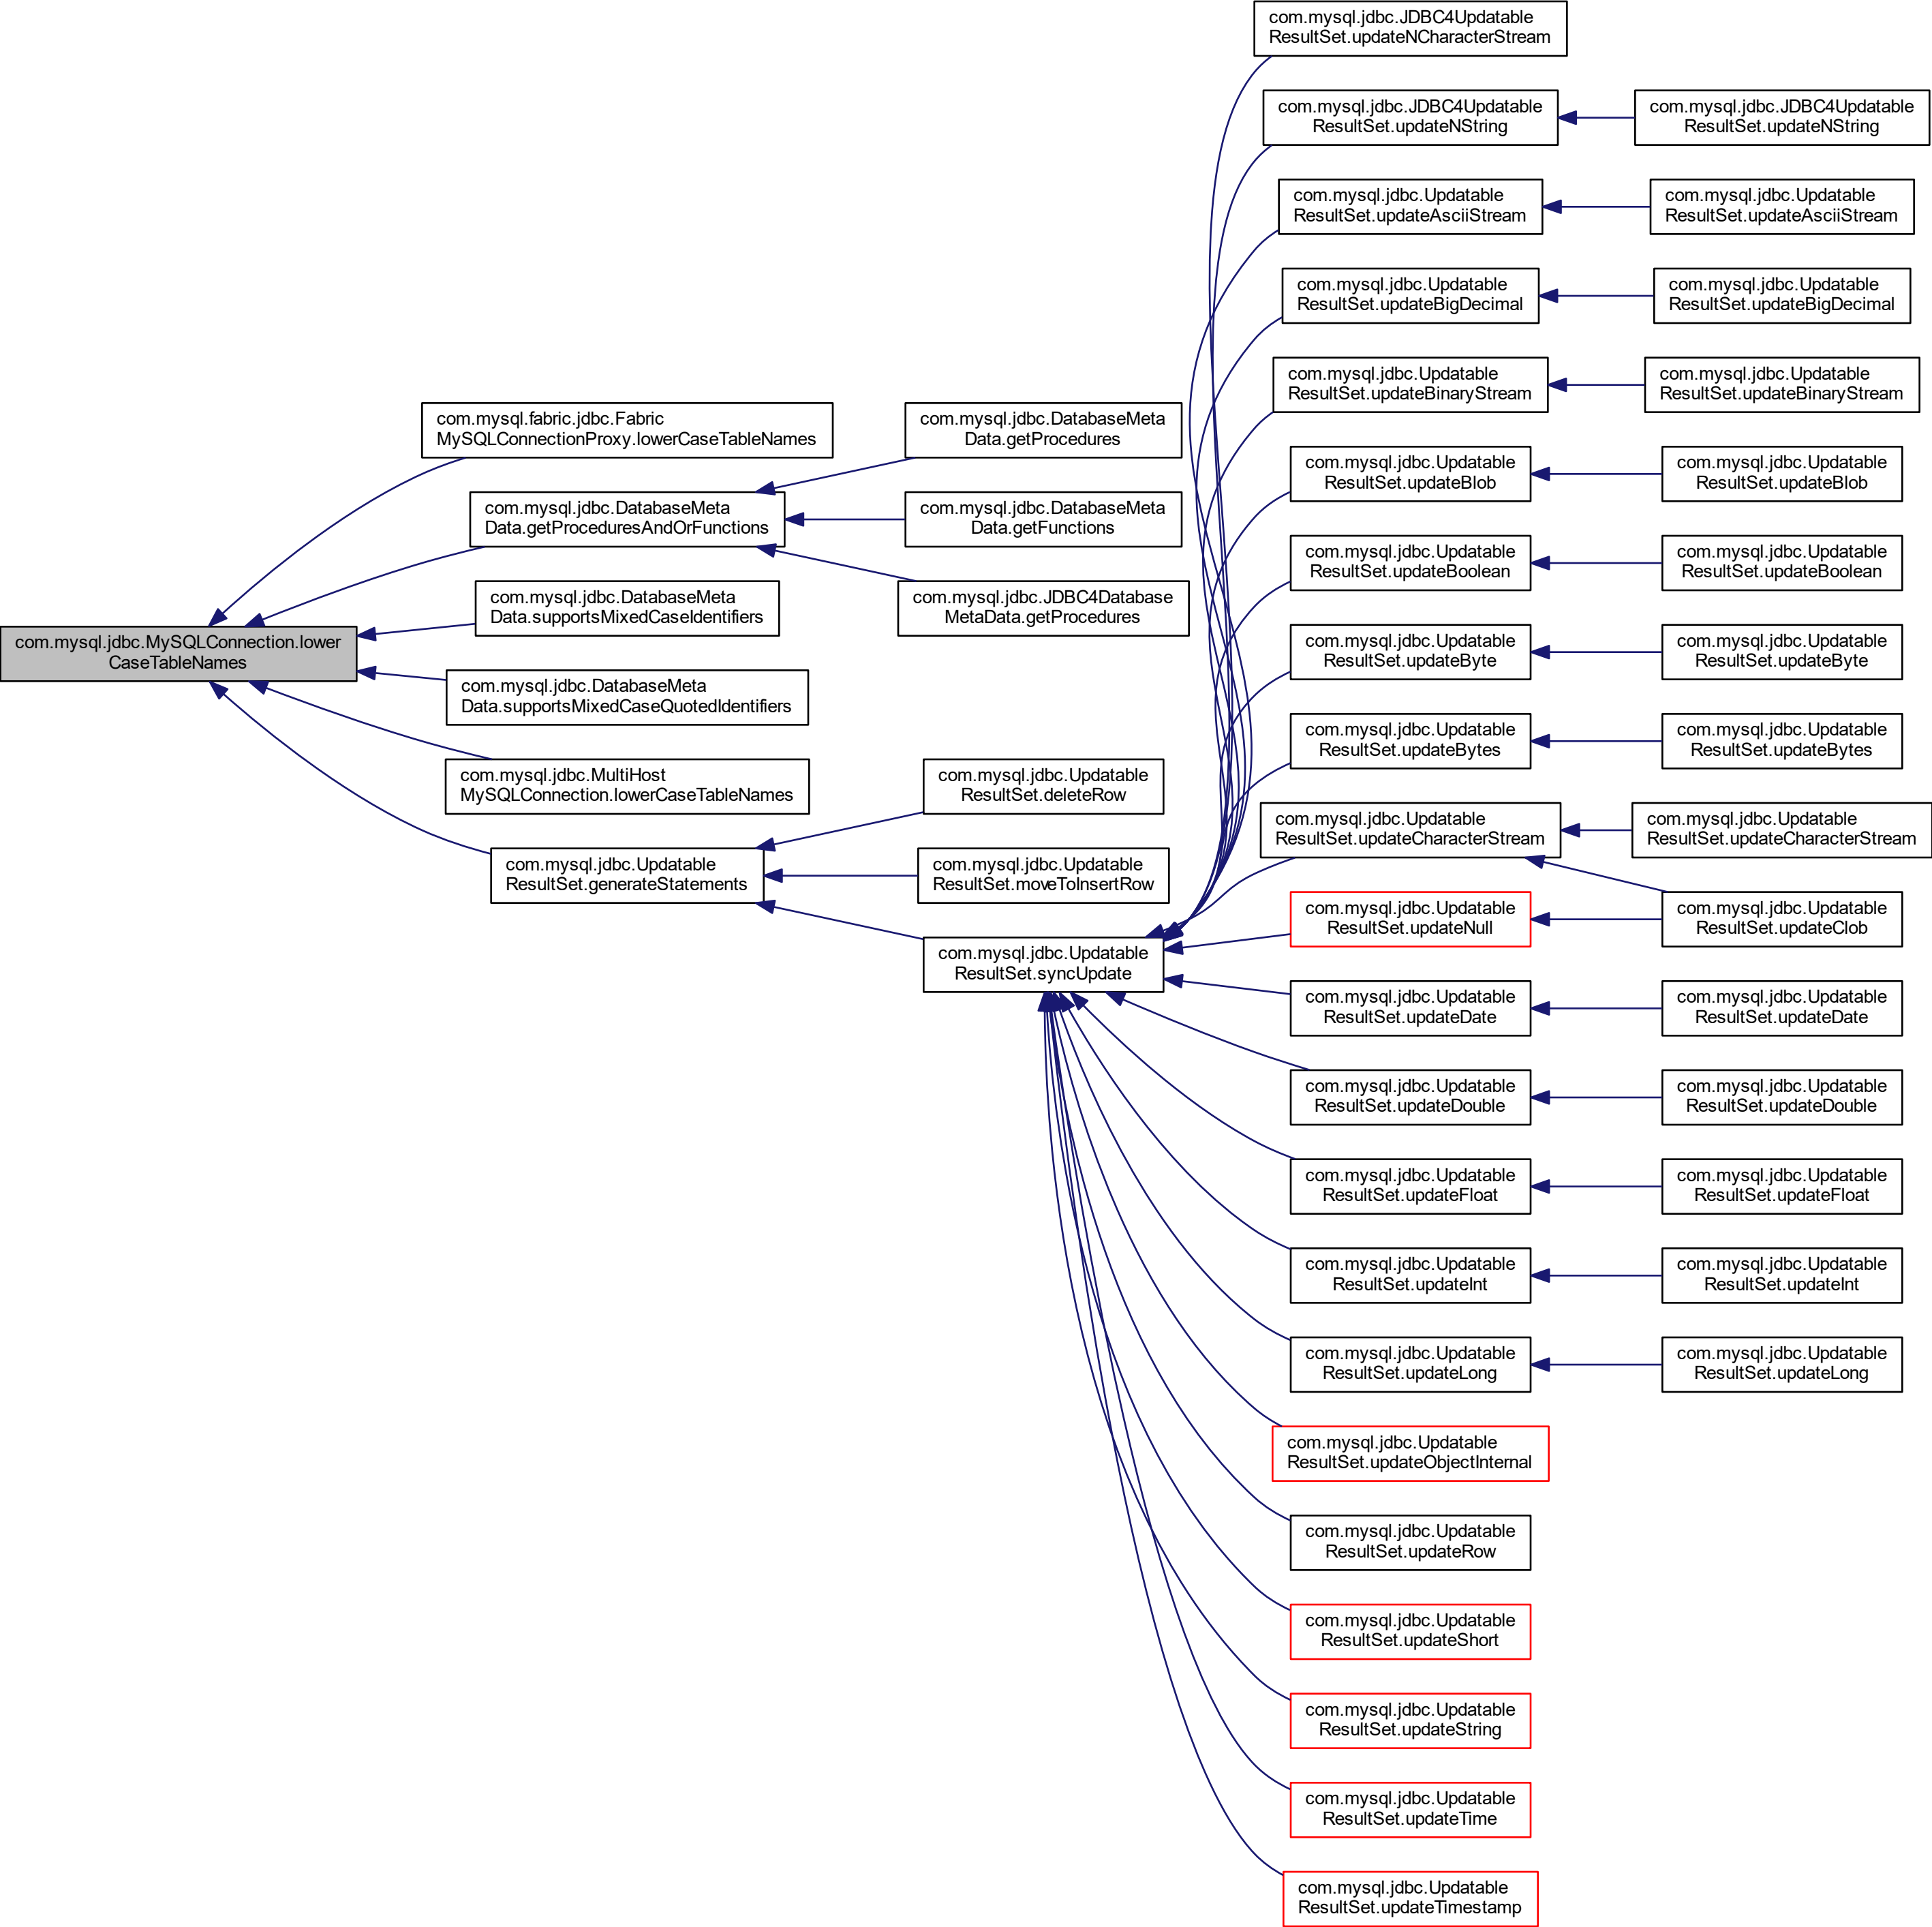 com.mysql.jdbc.MySQLConnection.lower
CaseTableNames
com.mysql.fabric.jdbc.Fabric
MySQLConnectionProxy.lowerCaseTableNames
com.mysql.jdbc.DatabaseMeta
Data.getProceduresAndOrFunctions
com.mysql.jdbc.DatabaseMeta
Data.supportsMixedCaseIdentifiers
com.mysql.jdbc.DatabaseMeta
Data.supportsMixedCaseQuotedIdentifiers
com.mysql.jdbc.MultiHost
MySQLConnection.lowerCaseTableNames
com.mysql.jdbc.Updatable
ResultSet.generateStatements
com.mysql.jdbc.DatabaseMeta
Data.getProcedures
com.mysql.jdbc.DatabaseMeta
Data.getFunctions
com.mysql.jdbc.JDBC4Database
MetaData.getProcedures
com.mysql.jdbc.Updatable
ResultSet.deleteRow
com.mysql.jdbc.Updatable
ResultSet.moveToInsertRow
com.mysql.jdbc.Updatable
ResultSet.syncUpdate
com.mysql.jdbc.JDBC4Updatable
ResultSet.updateNCharacterStream
com.mysql.jdbc.JDBC4Updatable
ResultSet.updateNString
com.mysql.jdbc.Updatable
ResultSet.updateAsciiStream
com.mysql.jdbc.Updatable
ResultSet.updateBigDecimal
com.mysql.jdbc.Updatable
ResultSet.updateBinaryStream
com.mysql.jdbc.Updatable
ResultSet.updateBlob
com.mysql.jdbc.Updatable
ResultSet.updateBoolean
com.mysql.jdbc.Updatable
ResultSet.updateByte
com.mysql.jdbc.Updatable
ResultSet.updateBytes
com.mysql.jdbc.Updatable
ResultSet.updateCharacterStream
com.mysql.jdbc.Updatable
ResultSet.updateNull
com.mysql.jdbc.Updatable
ResultSet.updateDate
com.mysql.jdbc.Updatable
ResultSet.updateDouble
com.mysql.jdbc.Updatable
ResultSet.updateFloat
com.mysql.jdbc.Updatable
ResultSet.updateInt
com.mysql.jdbc.Updatable
ResultSet.updateLong
com.mysql.jdbc.Updatable
ResultSet.updateObjectInternal
com.mysql.jdbc.Updatable
ResultSet.updateRow
com.mysql.jdbc.Updatable
ResultSet.updateShort
com.mysql.jdbc.Updatable
ResultSet.updateString
com.mysql.jdbc.Updatable
ResultSet.updateTime
com.mysql.jdbc.Updatable
ResultSet.updateTimestamp
com.mysql.jdbc.JDBC4Updatable
ResultSet.updateNString
com.mysql.jdbc.Updatable
ResultSet.updateAsciiStream
com.mysql.jdbc.Updatable
ResultSet.updateBigDecimal
com.mysql.jdbc.Updatable
ResultSet.updateBinaryStream
com.mysql.jdbc.Updatable
ResultSet.updateBlob
com.mysql.jdbc.Updatable
ResultSet.updateBoolean
com.mysql.jdbc.Updatable
ResultSet.updateByte
com.mysql.jdbc.Updatable
ResultSet.updateBytes
com.mysql.jdbc.Updatable
ResultSet.updateCharacterStream
com.mysql.jdbc.Updatable
ResultSet.updateClob
com.mysql.jdbc.Updatable
ResultSet.updateDate
com.mysql.jdbc.Updatable
ResultSet.updateDouble
com.mysql.jdbc.Updatable
ResultSet.updateFloat
com.mysql.jdbc.Updatable
ResultSet.updateInt
com.mysql.jdbc.Updatable
ResultSet.updateLong